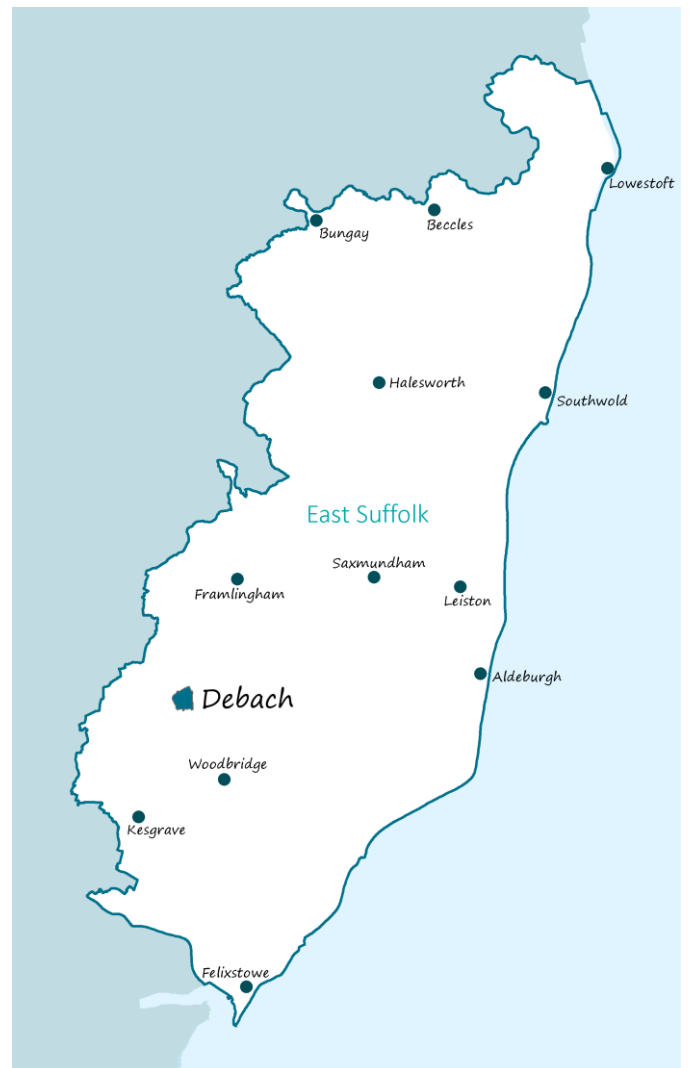 Lowestoft
Beccles
Bungay
Halesworth
Southwold
East Suffolk
Saxmundham
Framlingham
Leiston
Aldeburgh
Debach
Woodbridge
Kesgrave
Felixstowe